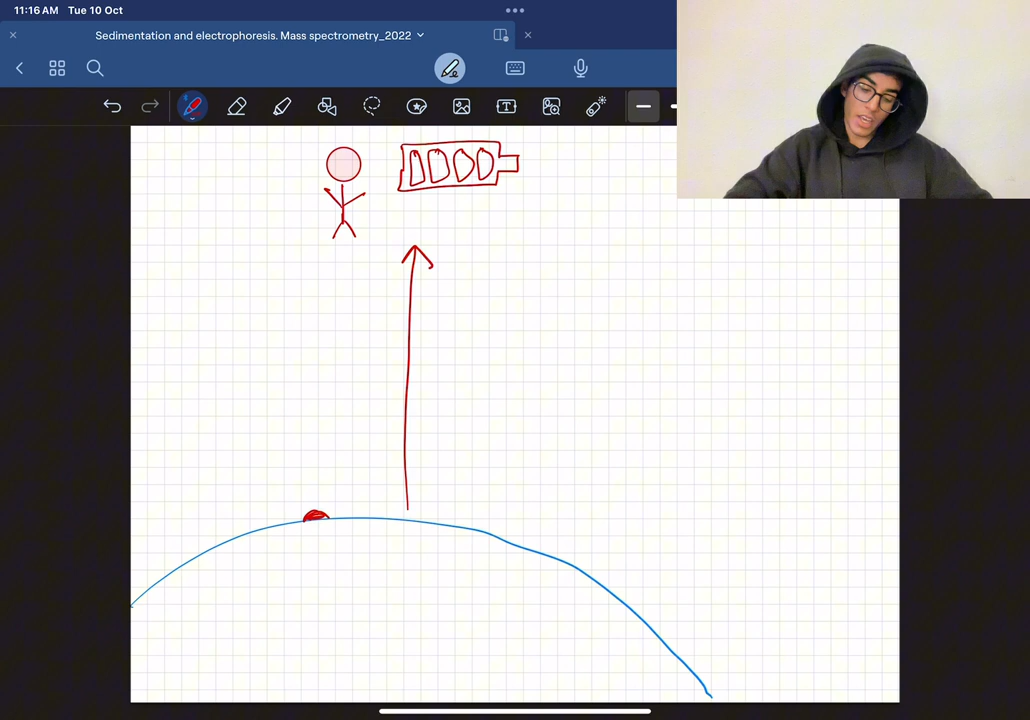 11:16 AM Tue 10 Oct
Sedimentation and electrophoresis. Mass spectrometry_2022